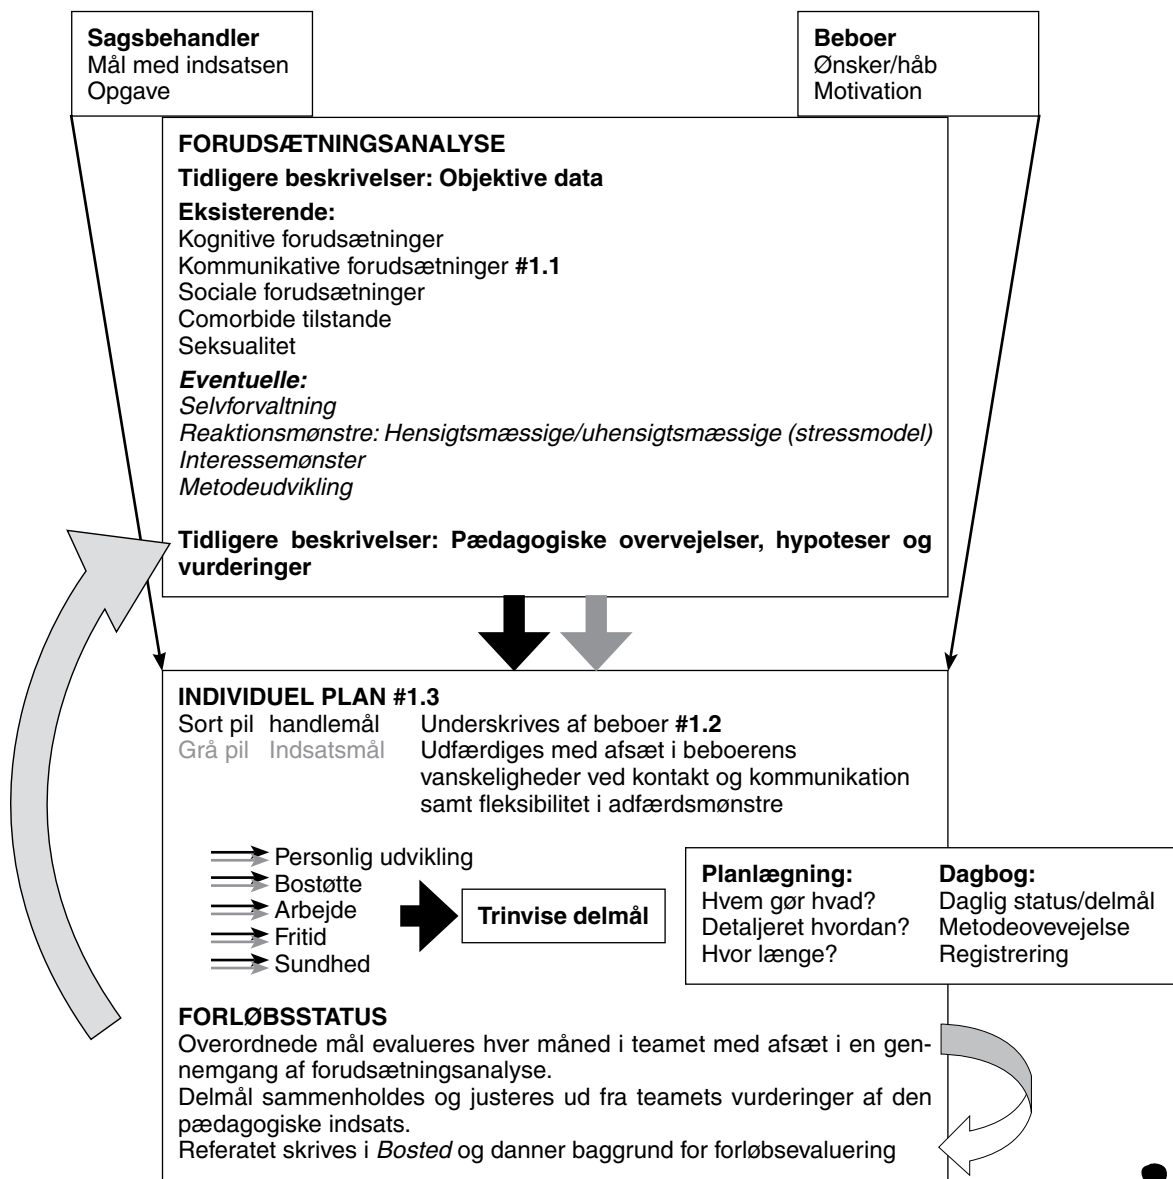 Sagsbehandler
Mål med indsatsen
Opgave
Beboer
Ønsker/håb
Motivation
FORUDSÆTNINGSANALYSE
Tidligere beskrivelser: Objektive data
Eksisterende:
Kognitive forudsætninger
Kommunikative forudsætninger #1.1
Sociale forudsætninger
Comorbide tilstande
Seksualitet
Eventuelle:
Selvforvaltning
Reaktionsmønstre: Hensigtsmæssige/uhensigtsmæssige (stressmodel)
Interessemønster
Metodeudvikling
Tidligere beskrivelser: Pædagogiske overvejelser, hypoteser og
vurderinger
INDIVIDUEL PLAN #1.3
Sort pil handlemål Underskrives af beboer #1.2
Grå pil Indsatsmål Udfærdiges med afsæt i beboerens
vanskeligheder ved kontakt og kommunikation
samt fleksibilitet i adfærdsmønstre
Personlig udvikling
Bostøtte
Arbejde
Fritid
Sundhed
Trinvise delmål
Planlægning:
Hvem gør hvad?
Detaljeret hvordan?
Hvor længe?
Dagbog:
Daglig status/delmål
Metodeovevejelse
Registrering
FORLØBSSTATUS
Overordnede mål evalueres hver måned i teamet med afsæt i en gen-
nemgang af forudsætningsanalyse.
Delmål sammenholdes og justeres ud fra teamets vurderinger af den
pædagogiske indsats.
Referatet skrives i Bosted og danner baggrund for forløbsevaluering